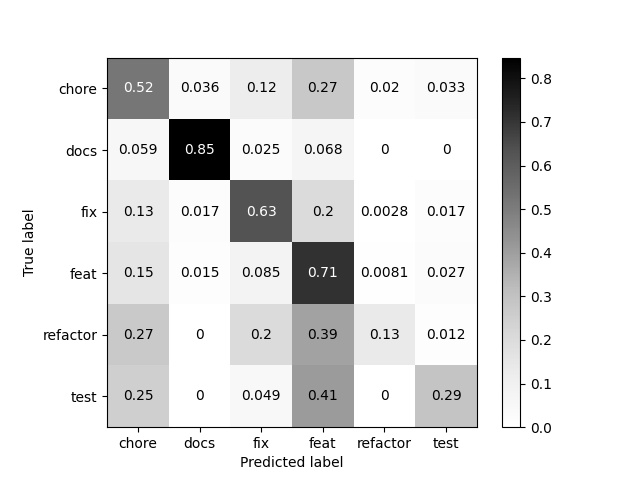 chore 0.52 0.036 0.12 0.27 0.02 0.033
docs 0.059 0.85 0.025 0.068 0 0
fix 0.13 0.017 0.63 0.2 0.0028 0.017
feat 0.15 0.015 0.085 0.71 0.0081 0.027
refactor 0.27 0 0.2 0.39 0.13 0.012
test 0.25 0 0.049 0.41 0 0.29
chore docs fix feat refactor test
Predicted label
True label
0.8
0.7
0.6
0.5
0.4
0.3
0.2
0.1
0.0